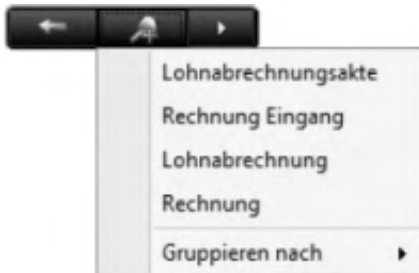 Lohnabrechnungsakte
Rechnung Eingang
Lohnabrechnung
Rechnung
Gruppieren nach